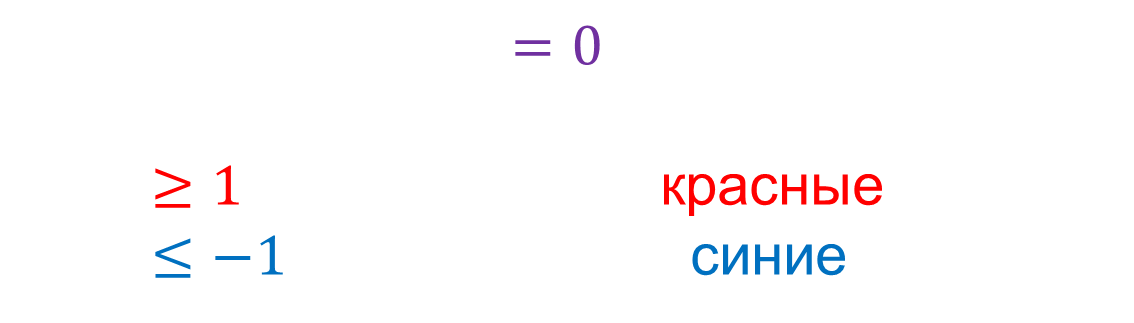 = 0
≥ 1 красные
≤ −1 синие